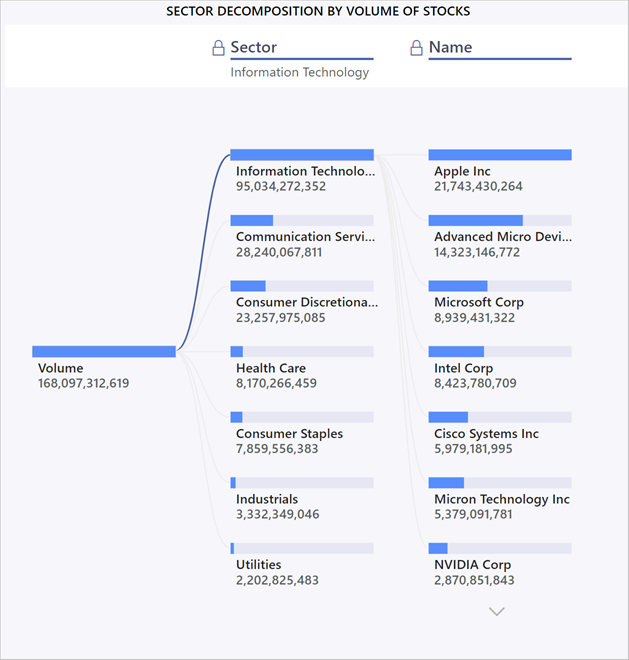 SECTOR DECOMPOSITION BY VOLUME OF STOCKS
Sector
Information Technology
Name
Volume
168,097,312,619
Information Technolo...
95,034,272,352
Communication Servi...
28,240,067,811
Consumer Discretiona...
23,257,975,085
Health Care
8,170,266,459
Consumer Staples
7,859,556,383
Industrials
3,332,349,046
Utilities
2,202,825,483
Apple Inc
21,743,430,264
Advanced Micro Devi...
14,323,146,772
Microsoft Corp
8,939,431,322
Intel Corp
8,423,780,709
Cisco Systems Inc
5,979,181,995
Micron Technology Inc
5,379,091,781
NVIDIA Corp
2,870,851,843